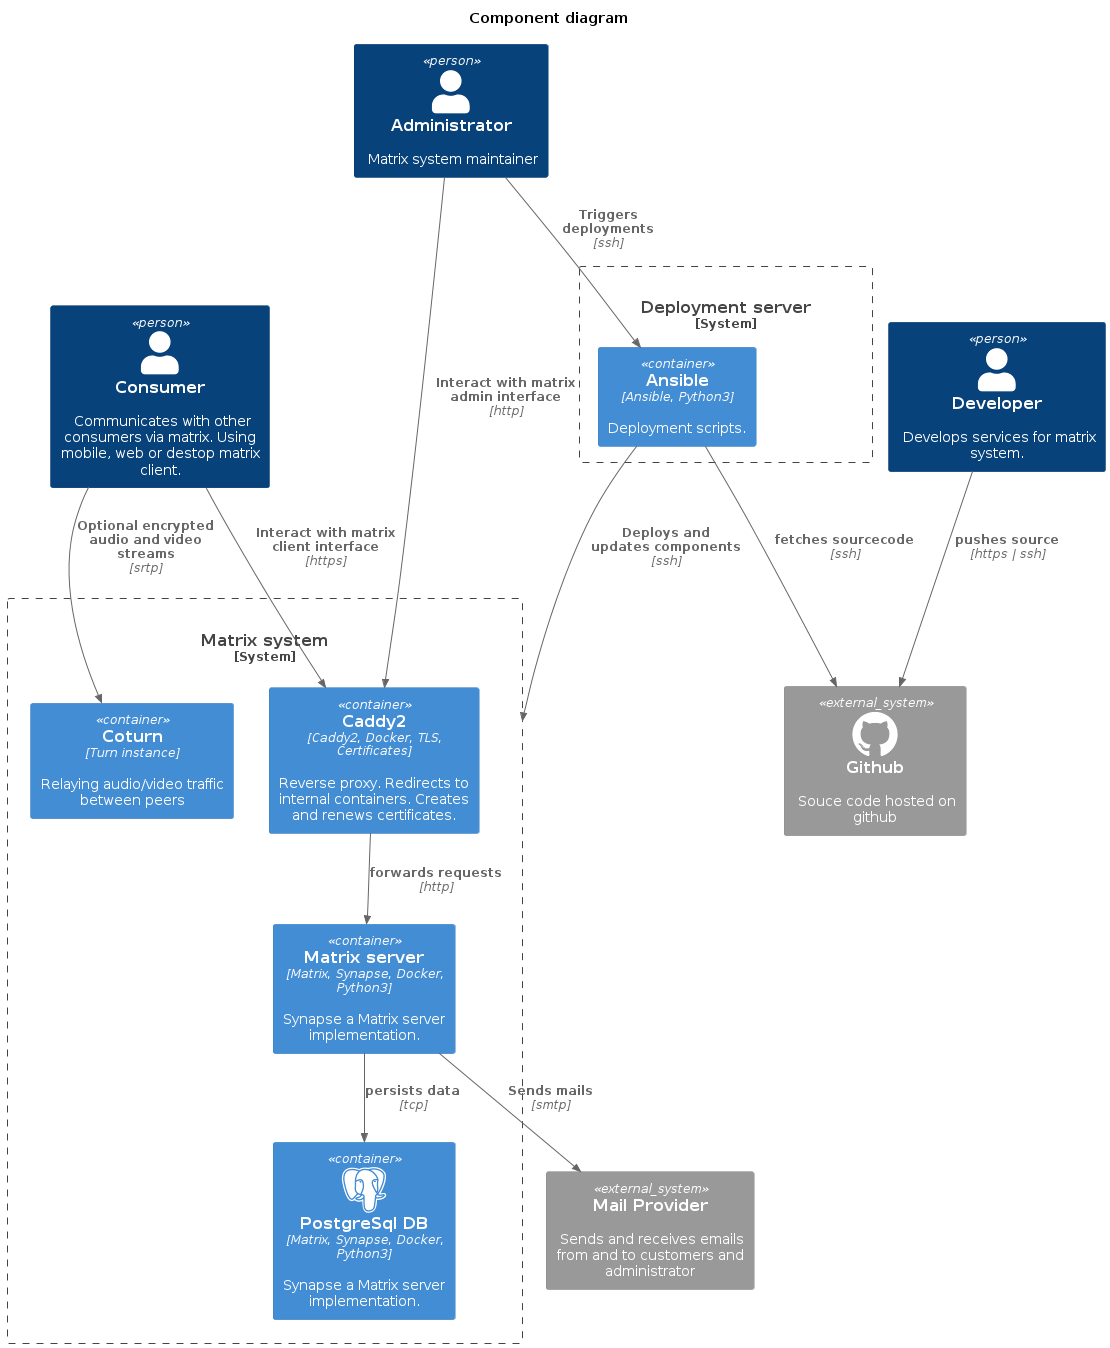 Component diagram
«person»
Administrator
Matrix system maintainer
Triggers
deployments
[ssh]
Deployment server
[System]
«container»
Ansible
[Ansible, Python3]
Deployment scripts.
«person»
Consumer
Communicates with other
consumers via matrix. Using
mobile, web or destop matrix
client.
«person»
Developer
Develops services for matrix
system.
Interact with matrix
admin interface
[http]
Optional encrypted
audio and video
streams
[srtp]
Interact with matrix
client interface
[https]
Deploys and
updates components
[ssh]
fetches sourcecode
[ssh]
pushes source
[https | ssh]
Matrix system
[System]
«container»
Coturn
[Turn instance]
Relaying audio/video traffic
between peers
«container»
Caddy2
[Caddy2, Docker, TLS,
Certificates]
Reverse proxy. Redirects to
internal containers. Creates
and renews certificates.
«external_system»
Github
Souce code hosted on
github
forwards requests
[http]
«container»
Matrix server
[Matrix, Synapse, Docker,
Python3]
Synapse a Matrix server
implementation.
persists data
[tcp]
Sends mails
[smtp]
«container»
PostgreSql DB
[Matrix, Synapse, Docker,
Python3]
Synapse a Matrix server
implementation.
«external_system»
Mail Provider
Sends and receives emails
from and to customers and
administrator